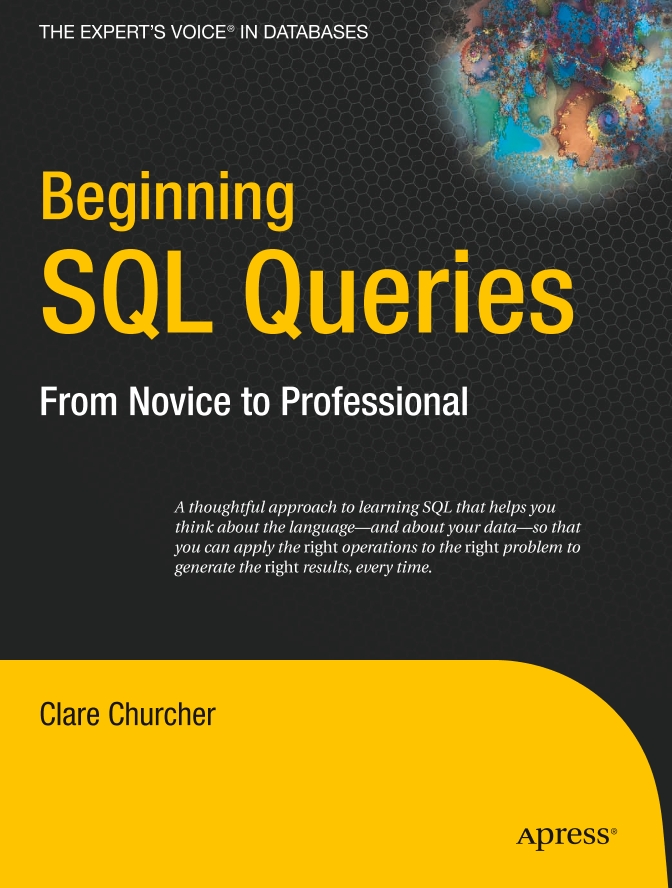 THE EXPERT'S VOICE® IN DATABASES
Beginning
SQL Queries
From Novice to Professional
A thoughtful approach to learning SQL that helps you
think about the language—and about your data—so that
you can apply the right operations to the right problem to
generate the right results, every time.
Clare Churcher
Apress®